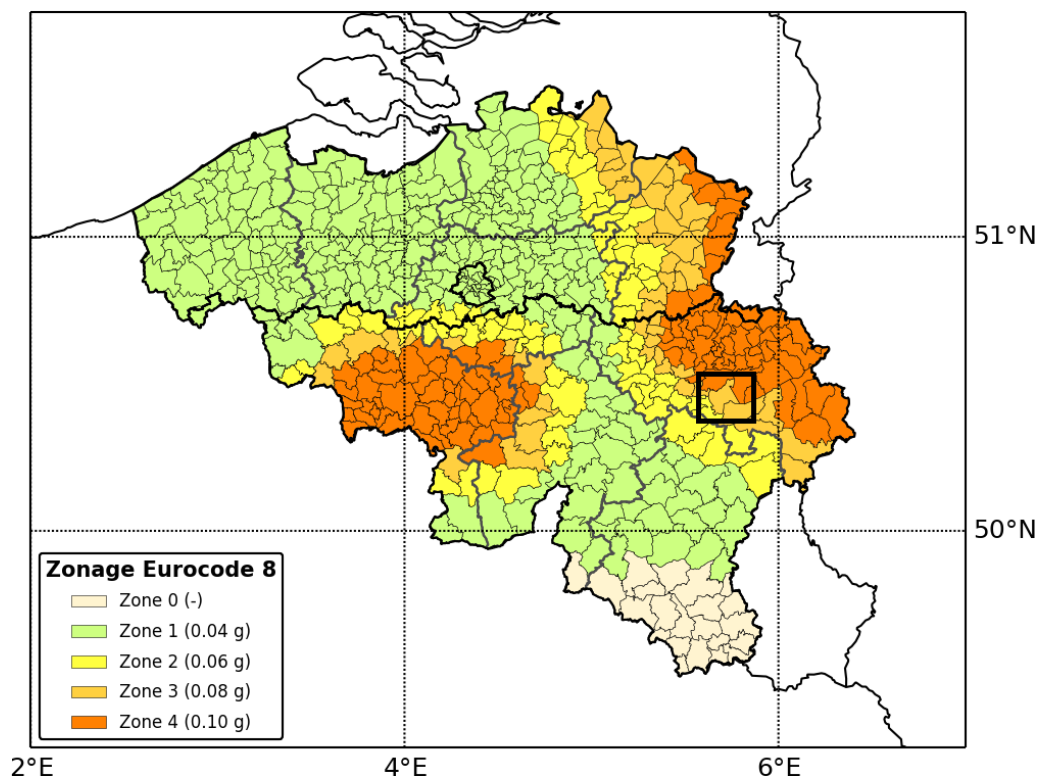 51°N
50°N
Zonage Eurocode 8
Zone 0 (-)
Zone 1 (0.04 g)
Zone 2 (0.06 g)
Zone 3 (0.08 g)
Zone 4 (0.10 g)
2°E 4°E 6°E